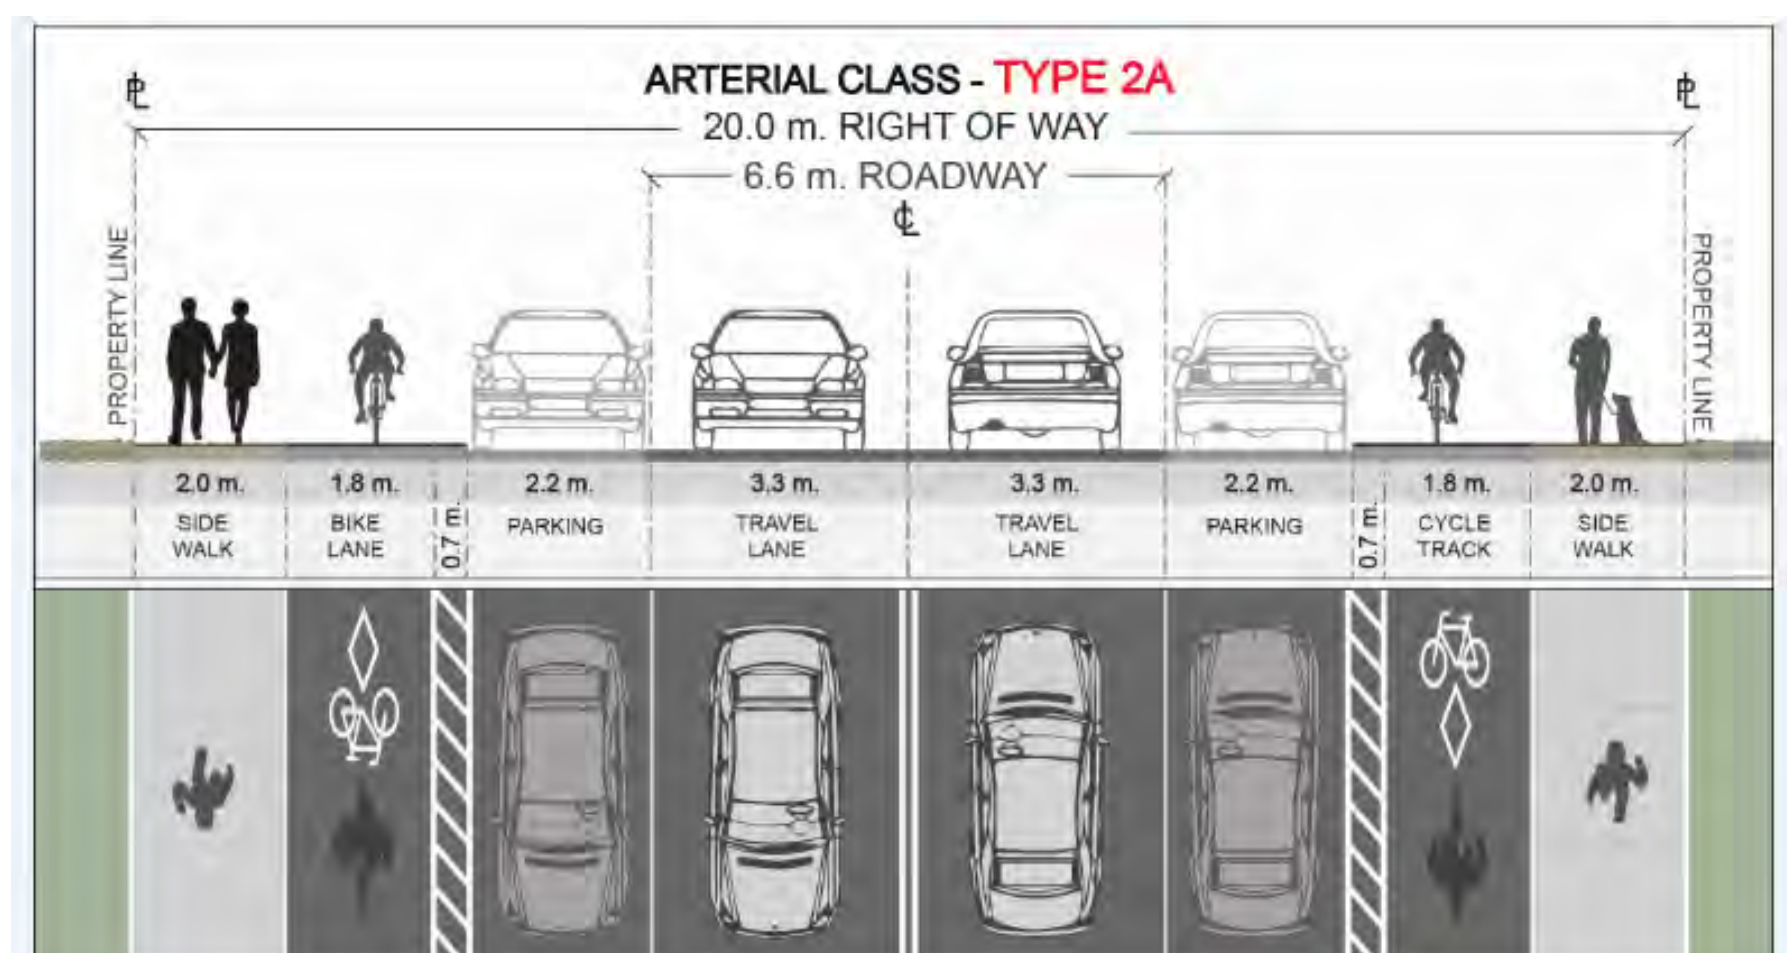 ARTERIAL CLASS - TYPE 2A
PL
PL
20.0 m. RIGHT OF WAY
6.6 m. ROADWAY
CL
PROPERTY LINE
PROPERTY LINE
2.0 m.
1.8 m.
0.7 m.
2.2 m.
3.3 m.
3.3 m.
2.2 m.
0.7 m.
1.8 m.
2.0 m.
SIDE
WALK
BIKE
LANE
PARKING
TRAVEL
LANE
TRAVEL
LANE
PARKING
CYCLE
TRACK
SIDE
WALK